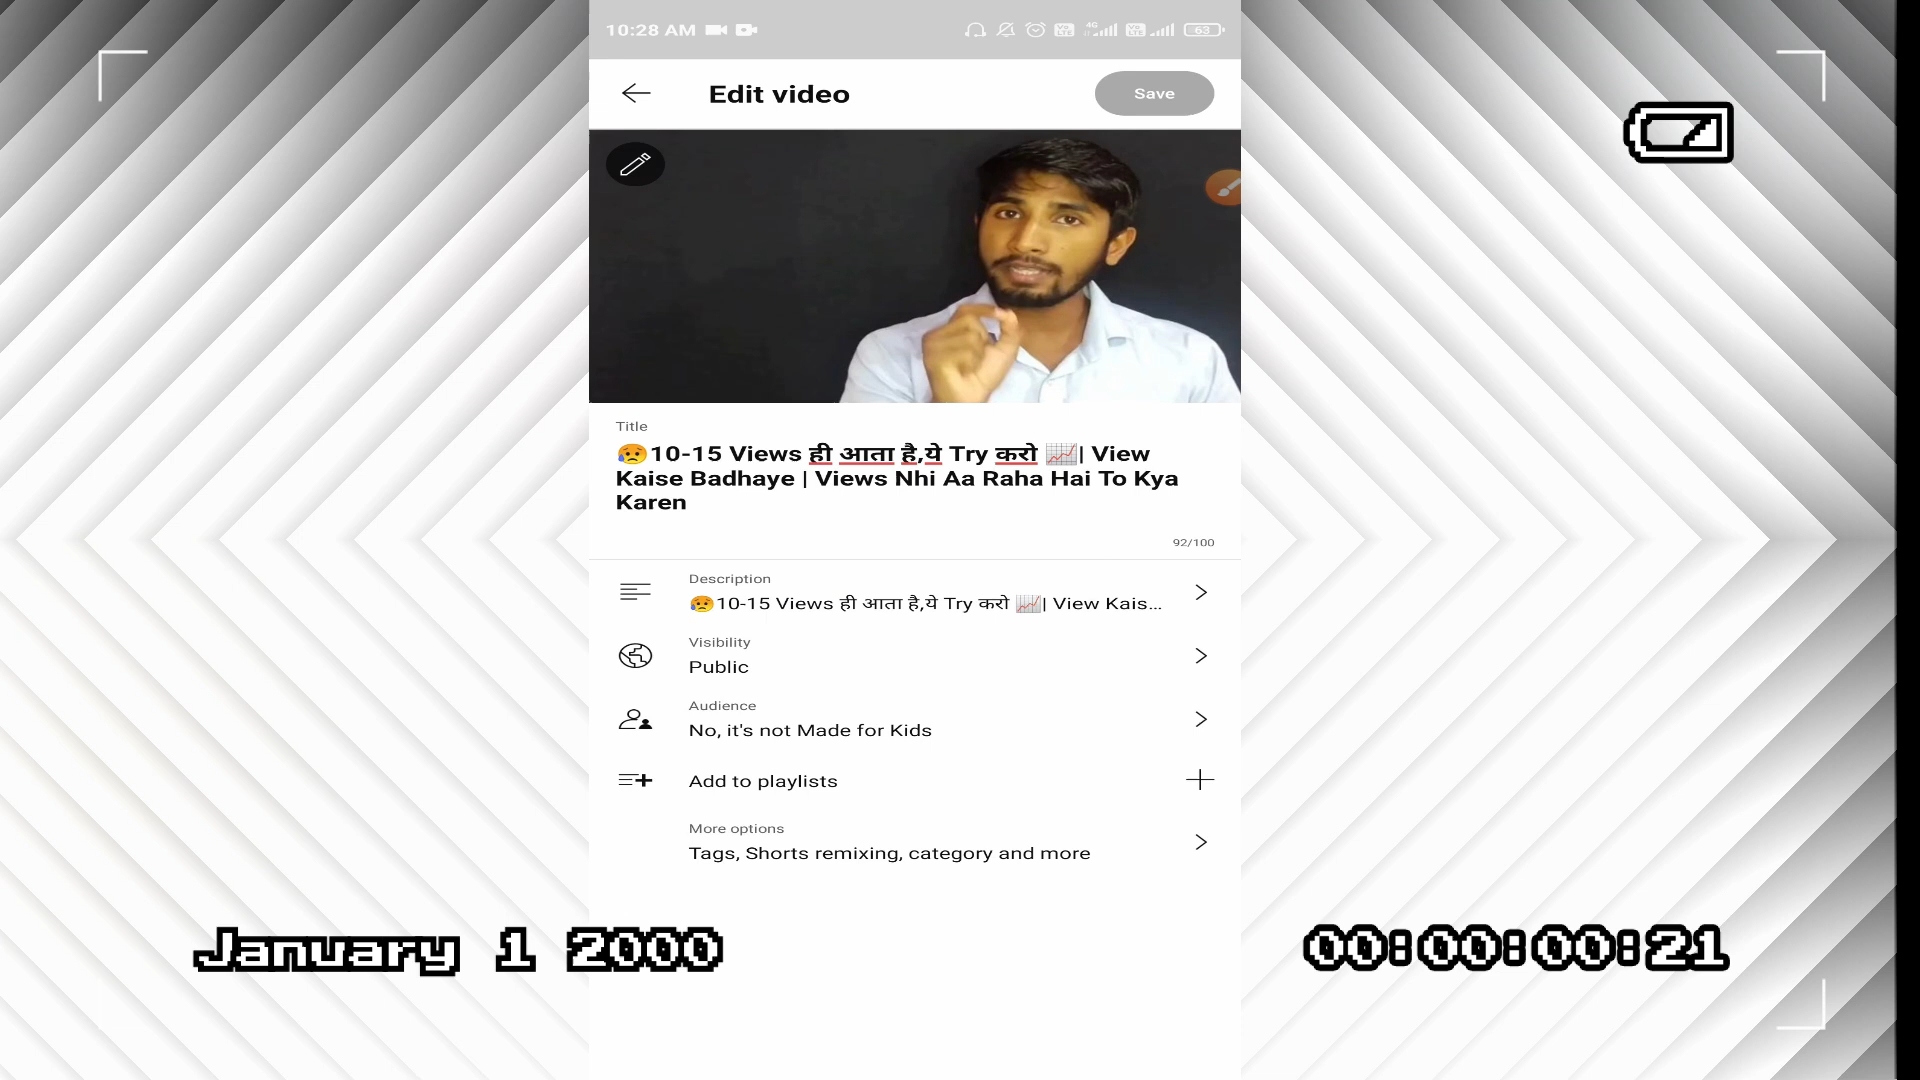 10:28 AM
4G
63
Edit video
Save
Title
😥10-15 Views ही आता है,ये Try करो 📈| View
Kaise Badhaye | Views Nhi Aa Raha Hai To Kya
Karen
92/100
Description
😥10-15 Views ही आता है,ये Try करो 📈| View Kais...
Visibility
Public
Audience
No, it's not Made for Kids
Add to playlists
More options
Tags, Shorts remixing, category and more
January 1 2000
00:00:00:21